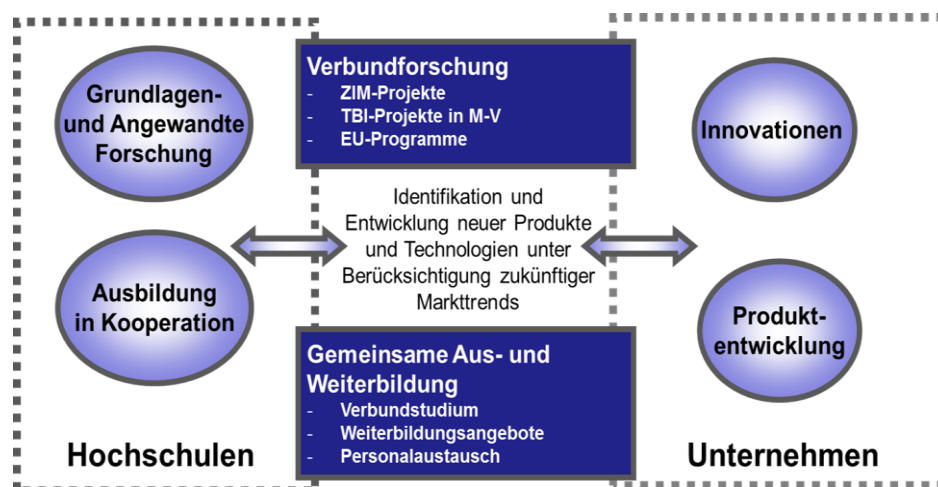 Grundlagen-
und Angewandte
Forschung
Ausbildung
in Kooperation
Hochschulen
Verbundforschung
- ZIM-Projekte
- TBI-Projekte in M-V
- EU-Programme
Identifikation und
Entwicklung neuer Produkte
und Technologien unter
Berücksichtigung zukünftiger
Markttrends
Gemeinsame Aus- und
Weiterbildung
- Verbundstudium
- Weiterbildungsangebote
- Personalaustausch
Innovationen
Produkt-
entwicklung
Unternehmen